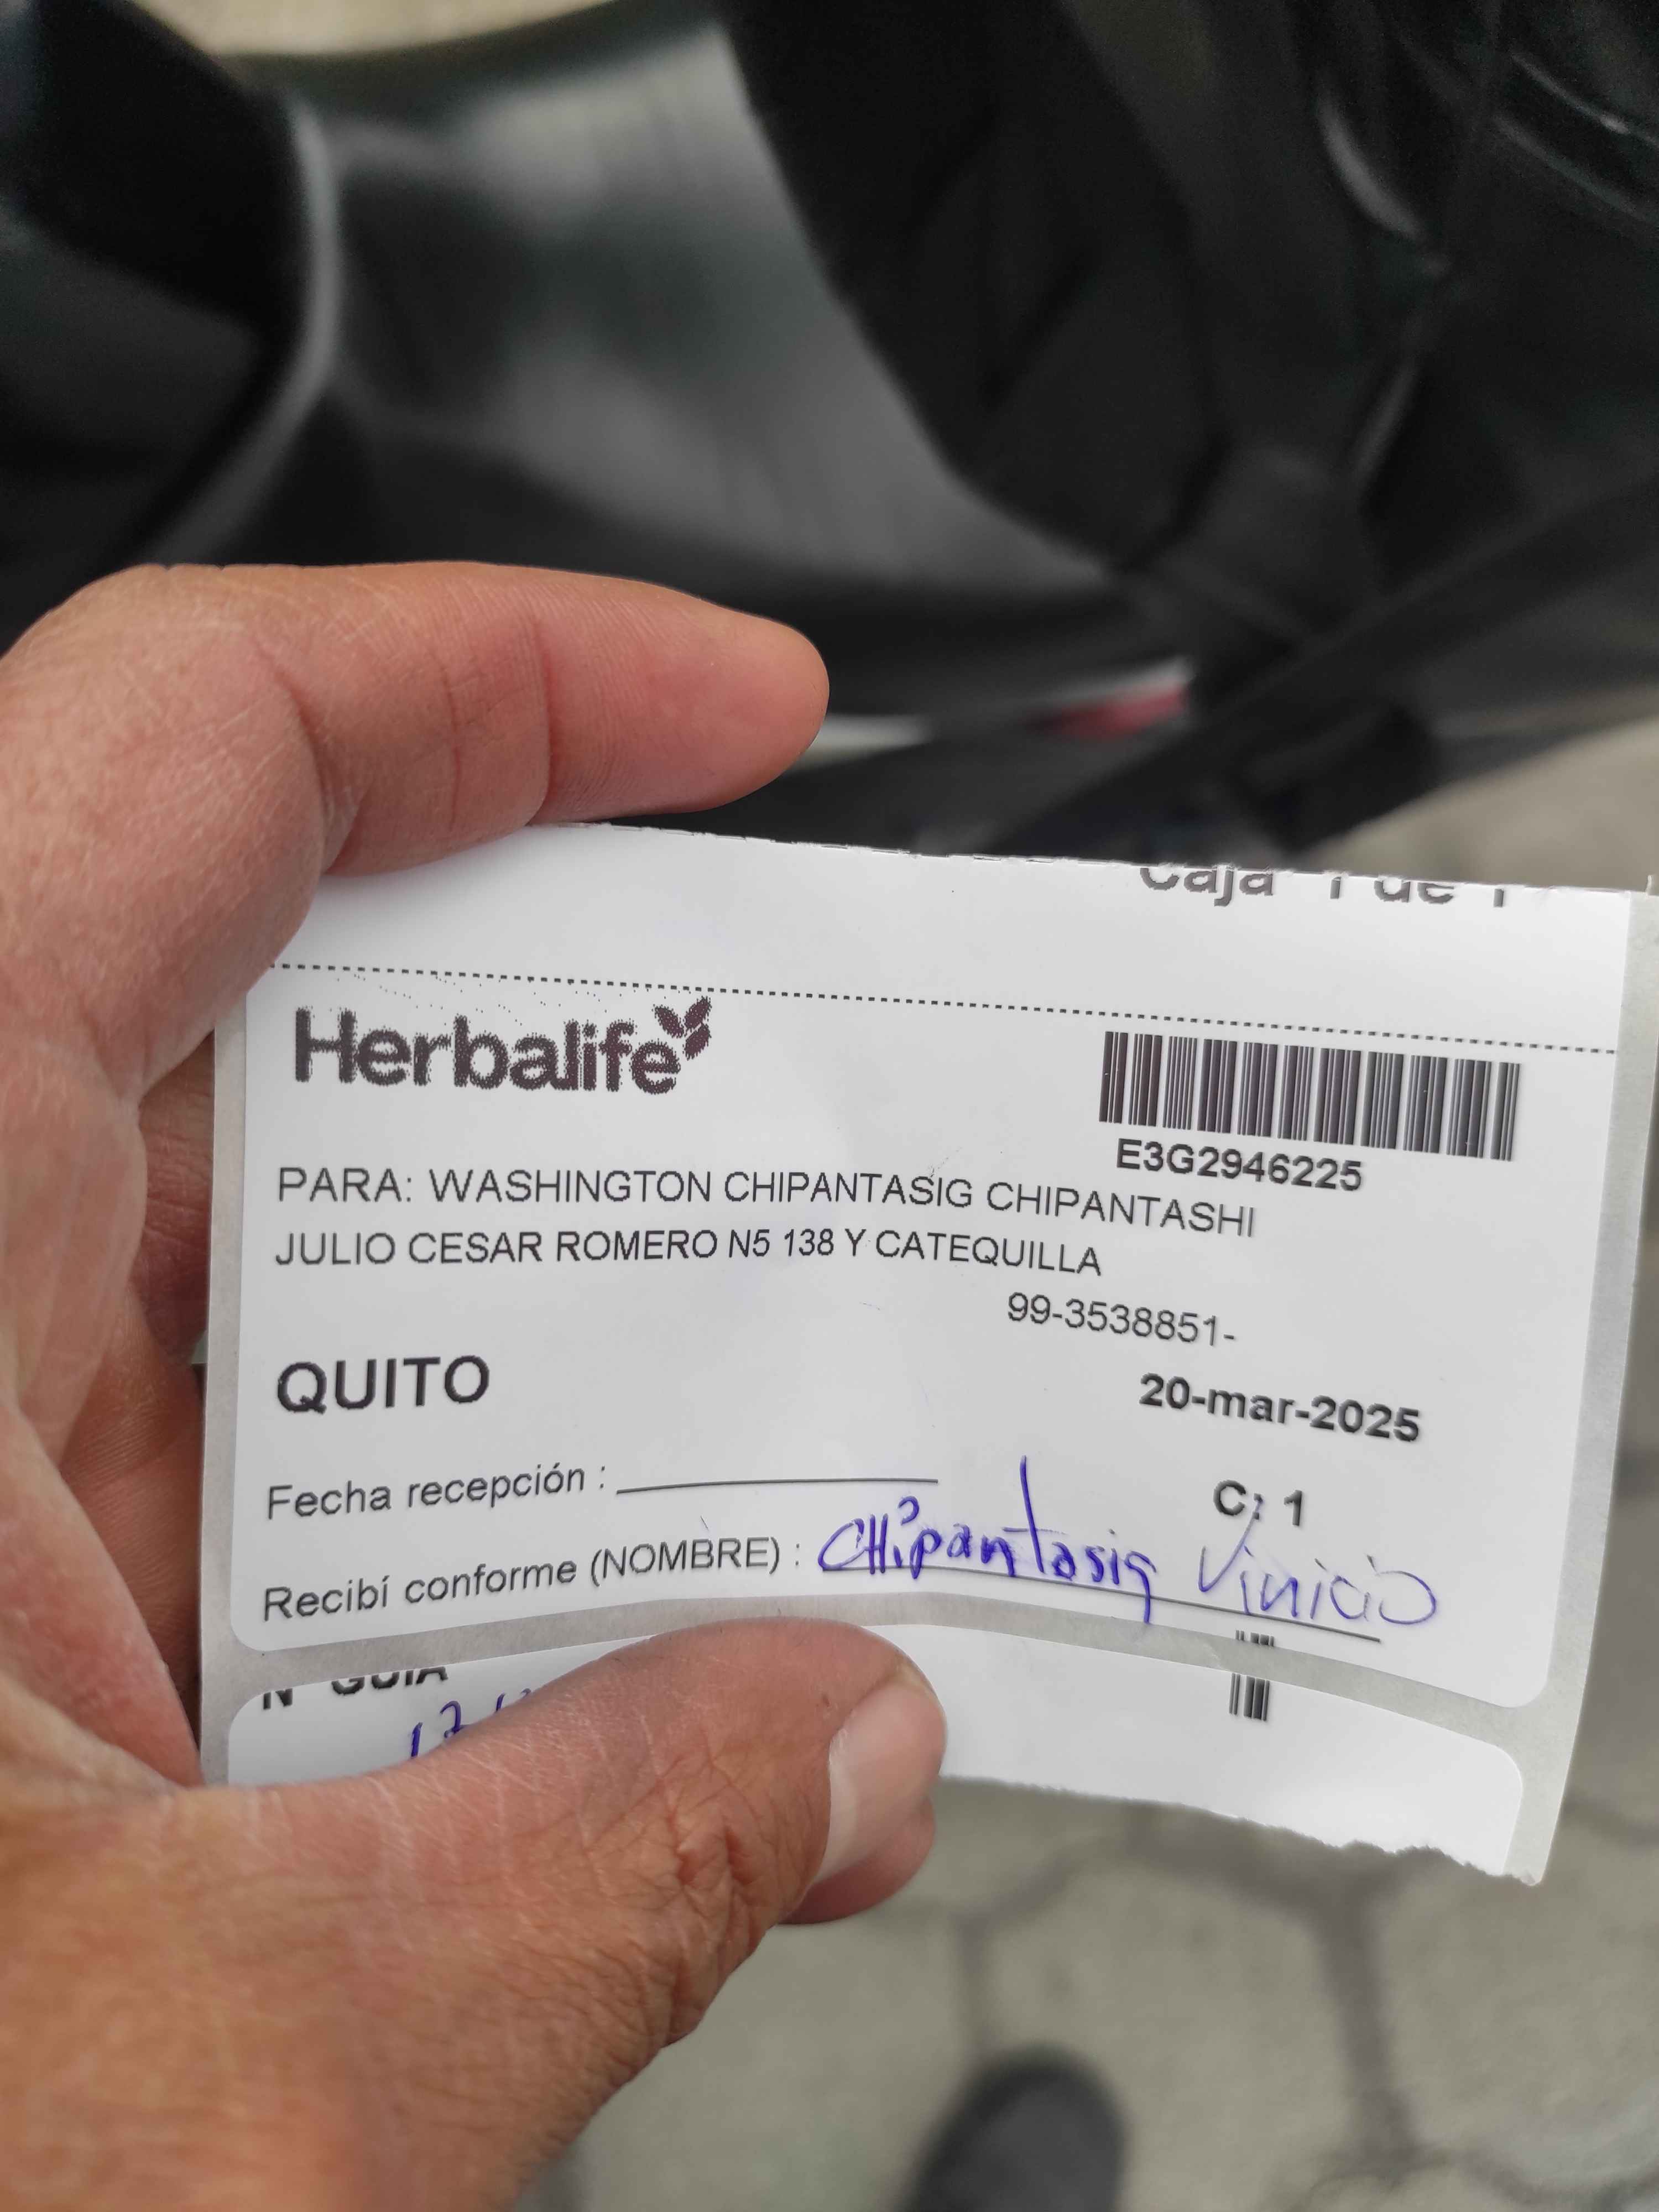 Caja 1 de 1
Herbalife
E3G2946225
PARA: WASHINGTON CHIPANTASIG CHIPANTASHI
JULIO CESAR ROMERO N5 138 Y CATEQUILLA
99-3538851-
QUITO
20-mar-2025
Fecha recepción :
C: 1
Recibí conforme (NOMBRE) : CHipantasig Vinicio
N° GUIA